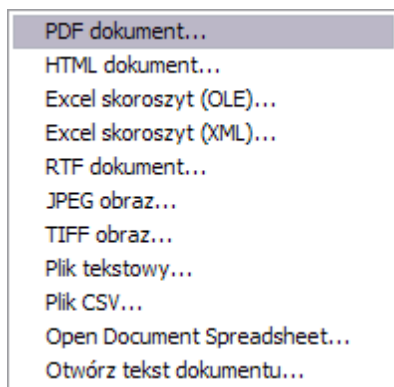 PDF dokument...
HTML dokument...
Excel skoroszyt (OLE)...
Excel skoroszyt (XML)...
RTF dokument...
JPEG obraz...
TIFF obraz...
Plik tekstowy...
Plik CSV...
Open Document Spreadsheet...
Otwórz tekst dokumentu...